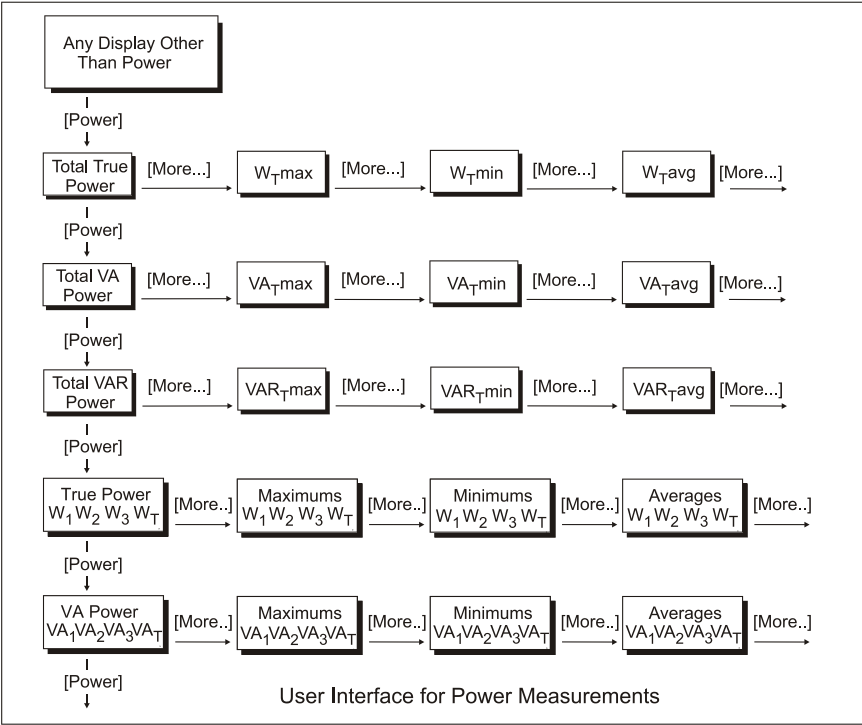 Any Display Other
Than Power
[Power]
Total True
Power
[More...]
WTmax
[More...]
WTmin
[More...]
WTavg
[More...]
[Power]
Total VA
Power
[More...]
VATmax
[More...]
VATmin
[More...]
VATavg
[More...]
[Power]
Total VAR
Power
[More...]
VARTmax
[More...]
VARTmin
[More...]
VARTavg
[More...]
[Power]
True Power
W1 W2 W3 WT
[More..]
Maximums
W1 W2 W3 WT
[More..]
Minimums
W1 W2 W3 WT
[More..]
Averages
W1 W2 W3 WT
[More..]
[Power]
VA Power
VA1VA2VA3VAT
[More..]
Maximums
VA1VA2VA3VAT
[More..]
Minimums
VA1VA2VA3VAT
[More..]
Averages
VA1VA2VA3VAT
[More..]
[Power]
User Interface for Power Measurements